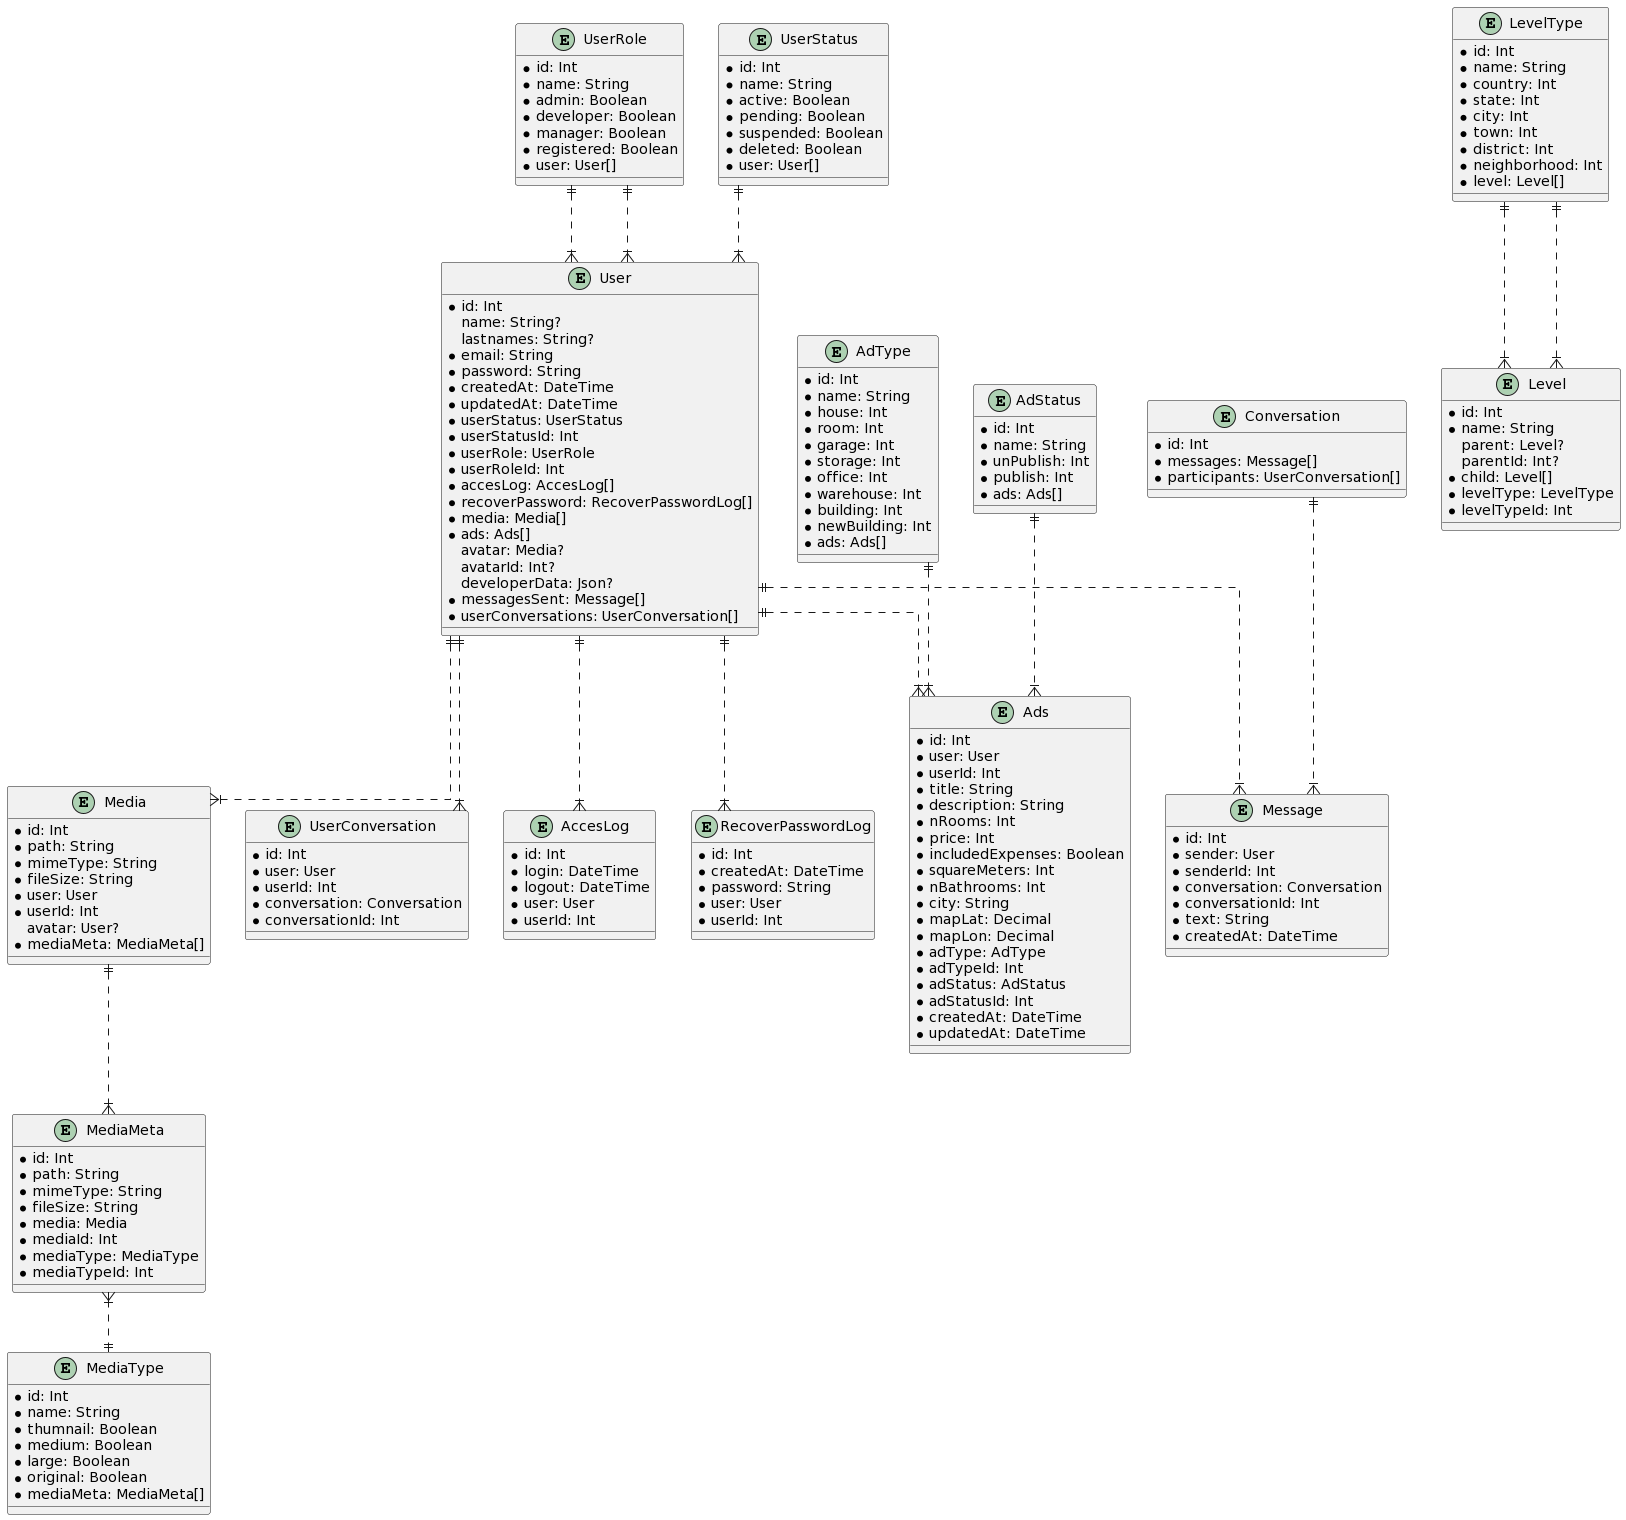 E UserRole
id: Int
name: String
admin: Boolean
developer: Boolean
manager: Boolean
registered: Boolean
user: User[]
E UserStatus
id: Int
name: String
active: Boolean
pending: Boolean
suspended: Boolean
deleted: Boolean
user: User[]
E LevelType
id: Int
name: String
country: Int
state: Int
city: Int
town: Int
district: Int
neighborhood: Int
level: Level[]
E User
id: Int
name: String?
lastnames: String?
email: String
password: String
createdAt: DateTime
updatedAt: DateTime
userStatus: UserStatus
userStatusId: Int
userRole: UserRole
userRoleId: Int
accesLog: AccesLog[]
recoverPassword: RecoverPasswordLog[]
media: Media[]
ads: Ads[]
avatar: Media?
avatarId: Int?
developerData: Json?
messagesSent: Message[]
userConversations: UserConversation[]
E AdType
id: Int
name: String
house: Int
room: Int
garage: Int
storage: Int
office: Int
warehouse: Int
building: Int
newBuilding: Int
ads: Ads[]
E AdStatus
id: Int
name: String
unPublish: Int
publish: Int
ads: Ads[]
E Conversation
id: Int
messages: Message[]
participants: UserConversation[]
E Level
id: Int
name: String
parent: Level?
parentId: Int?
child: Level[]
levelType: LevelType
levelTypeId: Int
E Media
id: Int
path: String
mimeType: String
fileSize: String
user: User
userId: Int
avatar: User?
mediaMeta: MediaMeta[]
E UserConversation
id: Int
user: User
userId: Int
conversation: Conversation
conversationId: Int
E AccesLog
id: Int
login: DateTime
logout: DateTime
user: User
userId: Int
E RecoverPasswordLog
id: Int
createdAt: DateTime
password: String
user: User
userId: Int
E Ads
id: Int
user: User
userId: Int
title: String
description: String
nRooms: Int
price: Int
includedExpenses: Boolean
squareMeters: Int
nBathrooms: Int
city: String
mapLat: Decimal
mapLon: Decimal
adType: AdType
adTypeId: Int
adStatus: AdStatus
adStatusId: Int
createdAt: DateTime
updatedAt: DateTime
E Message
id: Int
sender: User
senderId: Int
conversation: Conversation
conversationId: Int
text: String
createdAt: DateTime
E MediaMeta
id: Int
path: String
mimeType: String
fileSize: String
media: Media
mediaId: Int
mediaType: MediaType
mediaTypeId: Int
E MediaType
id: Int
name: String
thumnail: Boolean
medium: Boolean
large: Boolean
original: Boolean
mediaMeta: MediaMeta[]